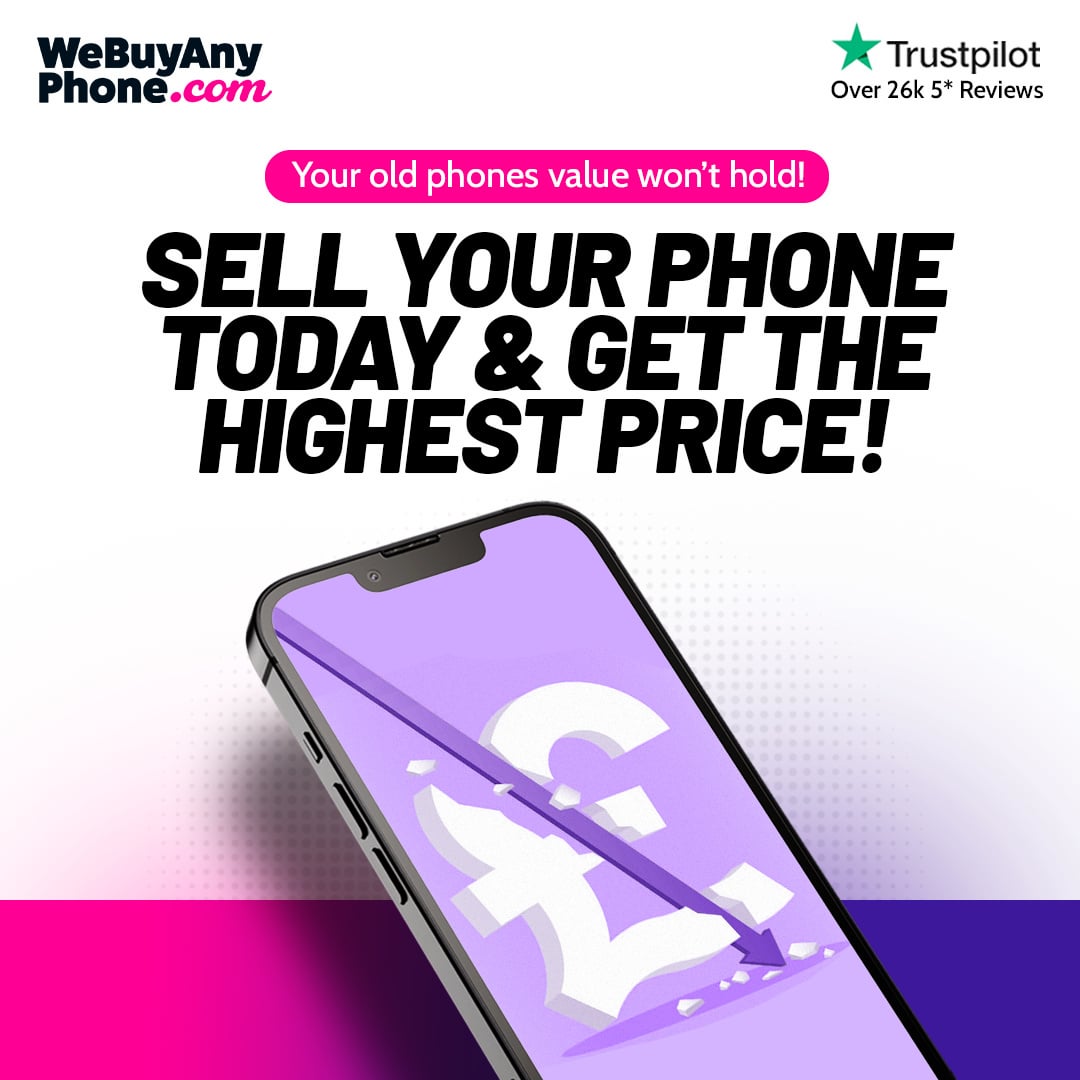 WeBuyAny
Phone.com
Trustpilot
Over 26k 5* Reviews
Your old phones value won’t hold!
SELL YOUR PHONE
TODAY & GET THE
HIGHEST PRICE!
£